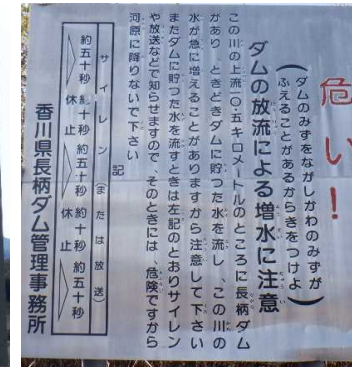 危い！
（ダムのみずをながしかわのみずが
ふえることがあるからきをつけよ）
ダムの放流による増水に注意
この川の上流〇・五キロメートルのところに長柄ダム
があり、ときどきダムに貯つた水を流し、この川の
水が急に増えることがありますから注意して下さい
またダムに貯つた水を流すときは左記のとおりサイレン
や放送などで知らせますので、そのときには、危険ですから
河原に降りないで下さい
記
サイレン（または放送）
約五十秒
休止
約十秒
約五十秒
休止
約十秒
約五十秒
香川県長柄ダム管理事務所